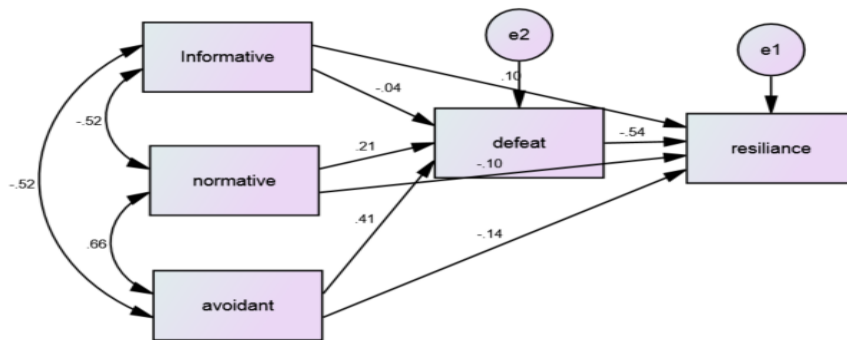 e2
e1
Informative
.10
-.04
-.52
defeat
-.54
resiliance
.21
-.10
normative
-.52
.41
-.14
.66
avoidant